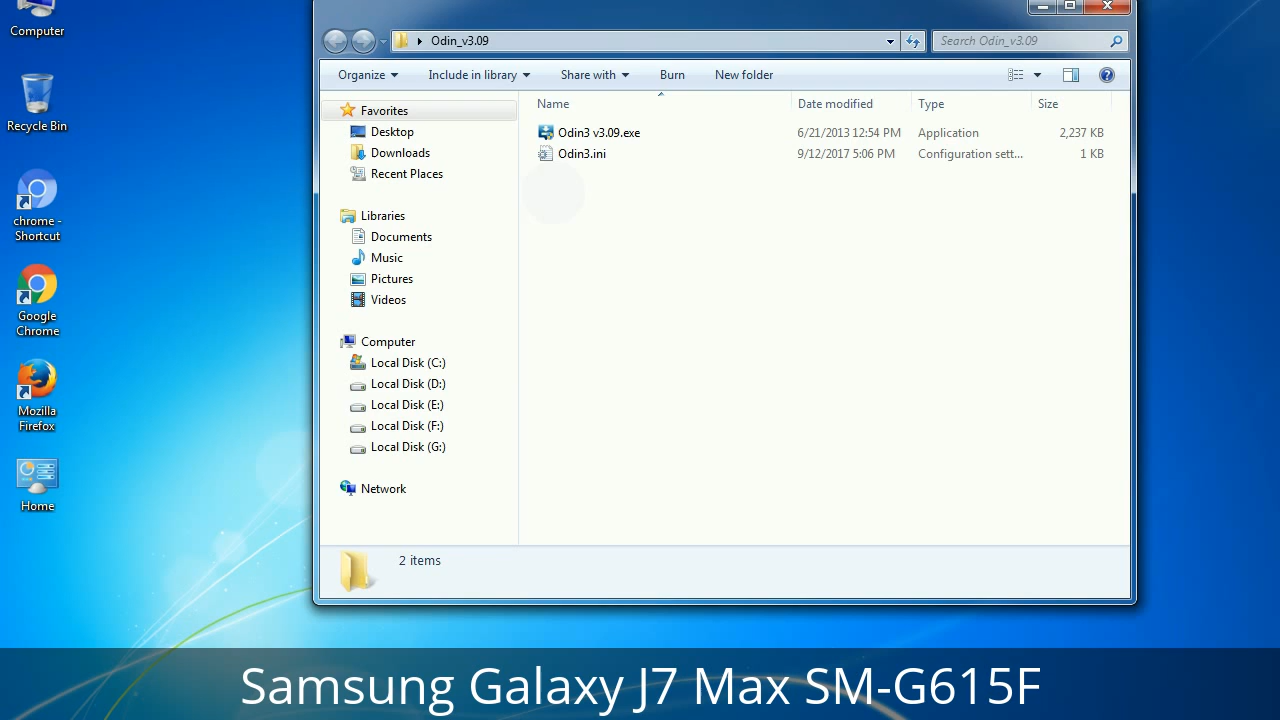 Computer
Recycle Bin
chrome -
Shortcut
Google
Chrome
Mozilla
Firefox
Home
Odin_v3.09
Search Odin_v3.09
Organize
Include in library
Share with
Burn
New folder
Favorites
Desktop
Downloads
Recent Places
Libraries
Documents
Music
Pictures
Videos
Computer
Local Disk (C:)
Local Disk (D:)
Local Disk (E:)
Local Disk (F:)
Local Disk (G:)
Network
Name Date modified Type Size
Odin3 v3.09.exe 6/21/2013 12:54 PM Application 2,237 KB
Odin3.ini 9/12/2017 5:06 PM Configuration sett... 1 KB
2 items
Samsung Galaxy J7 Max SM-G615F